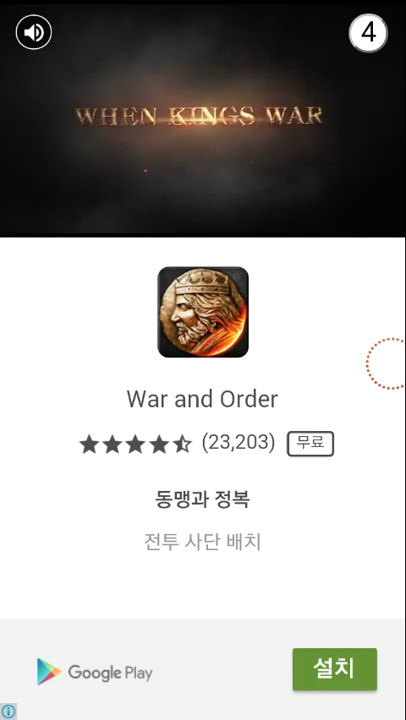 4
WHEN KINGS WAR
War and Order
(23,203) 무료
동맹과 정복
전투 사단 배치
Google Play 설치